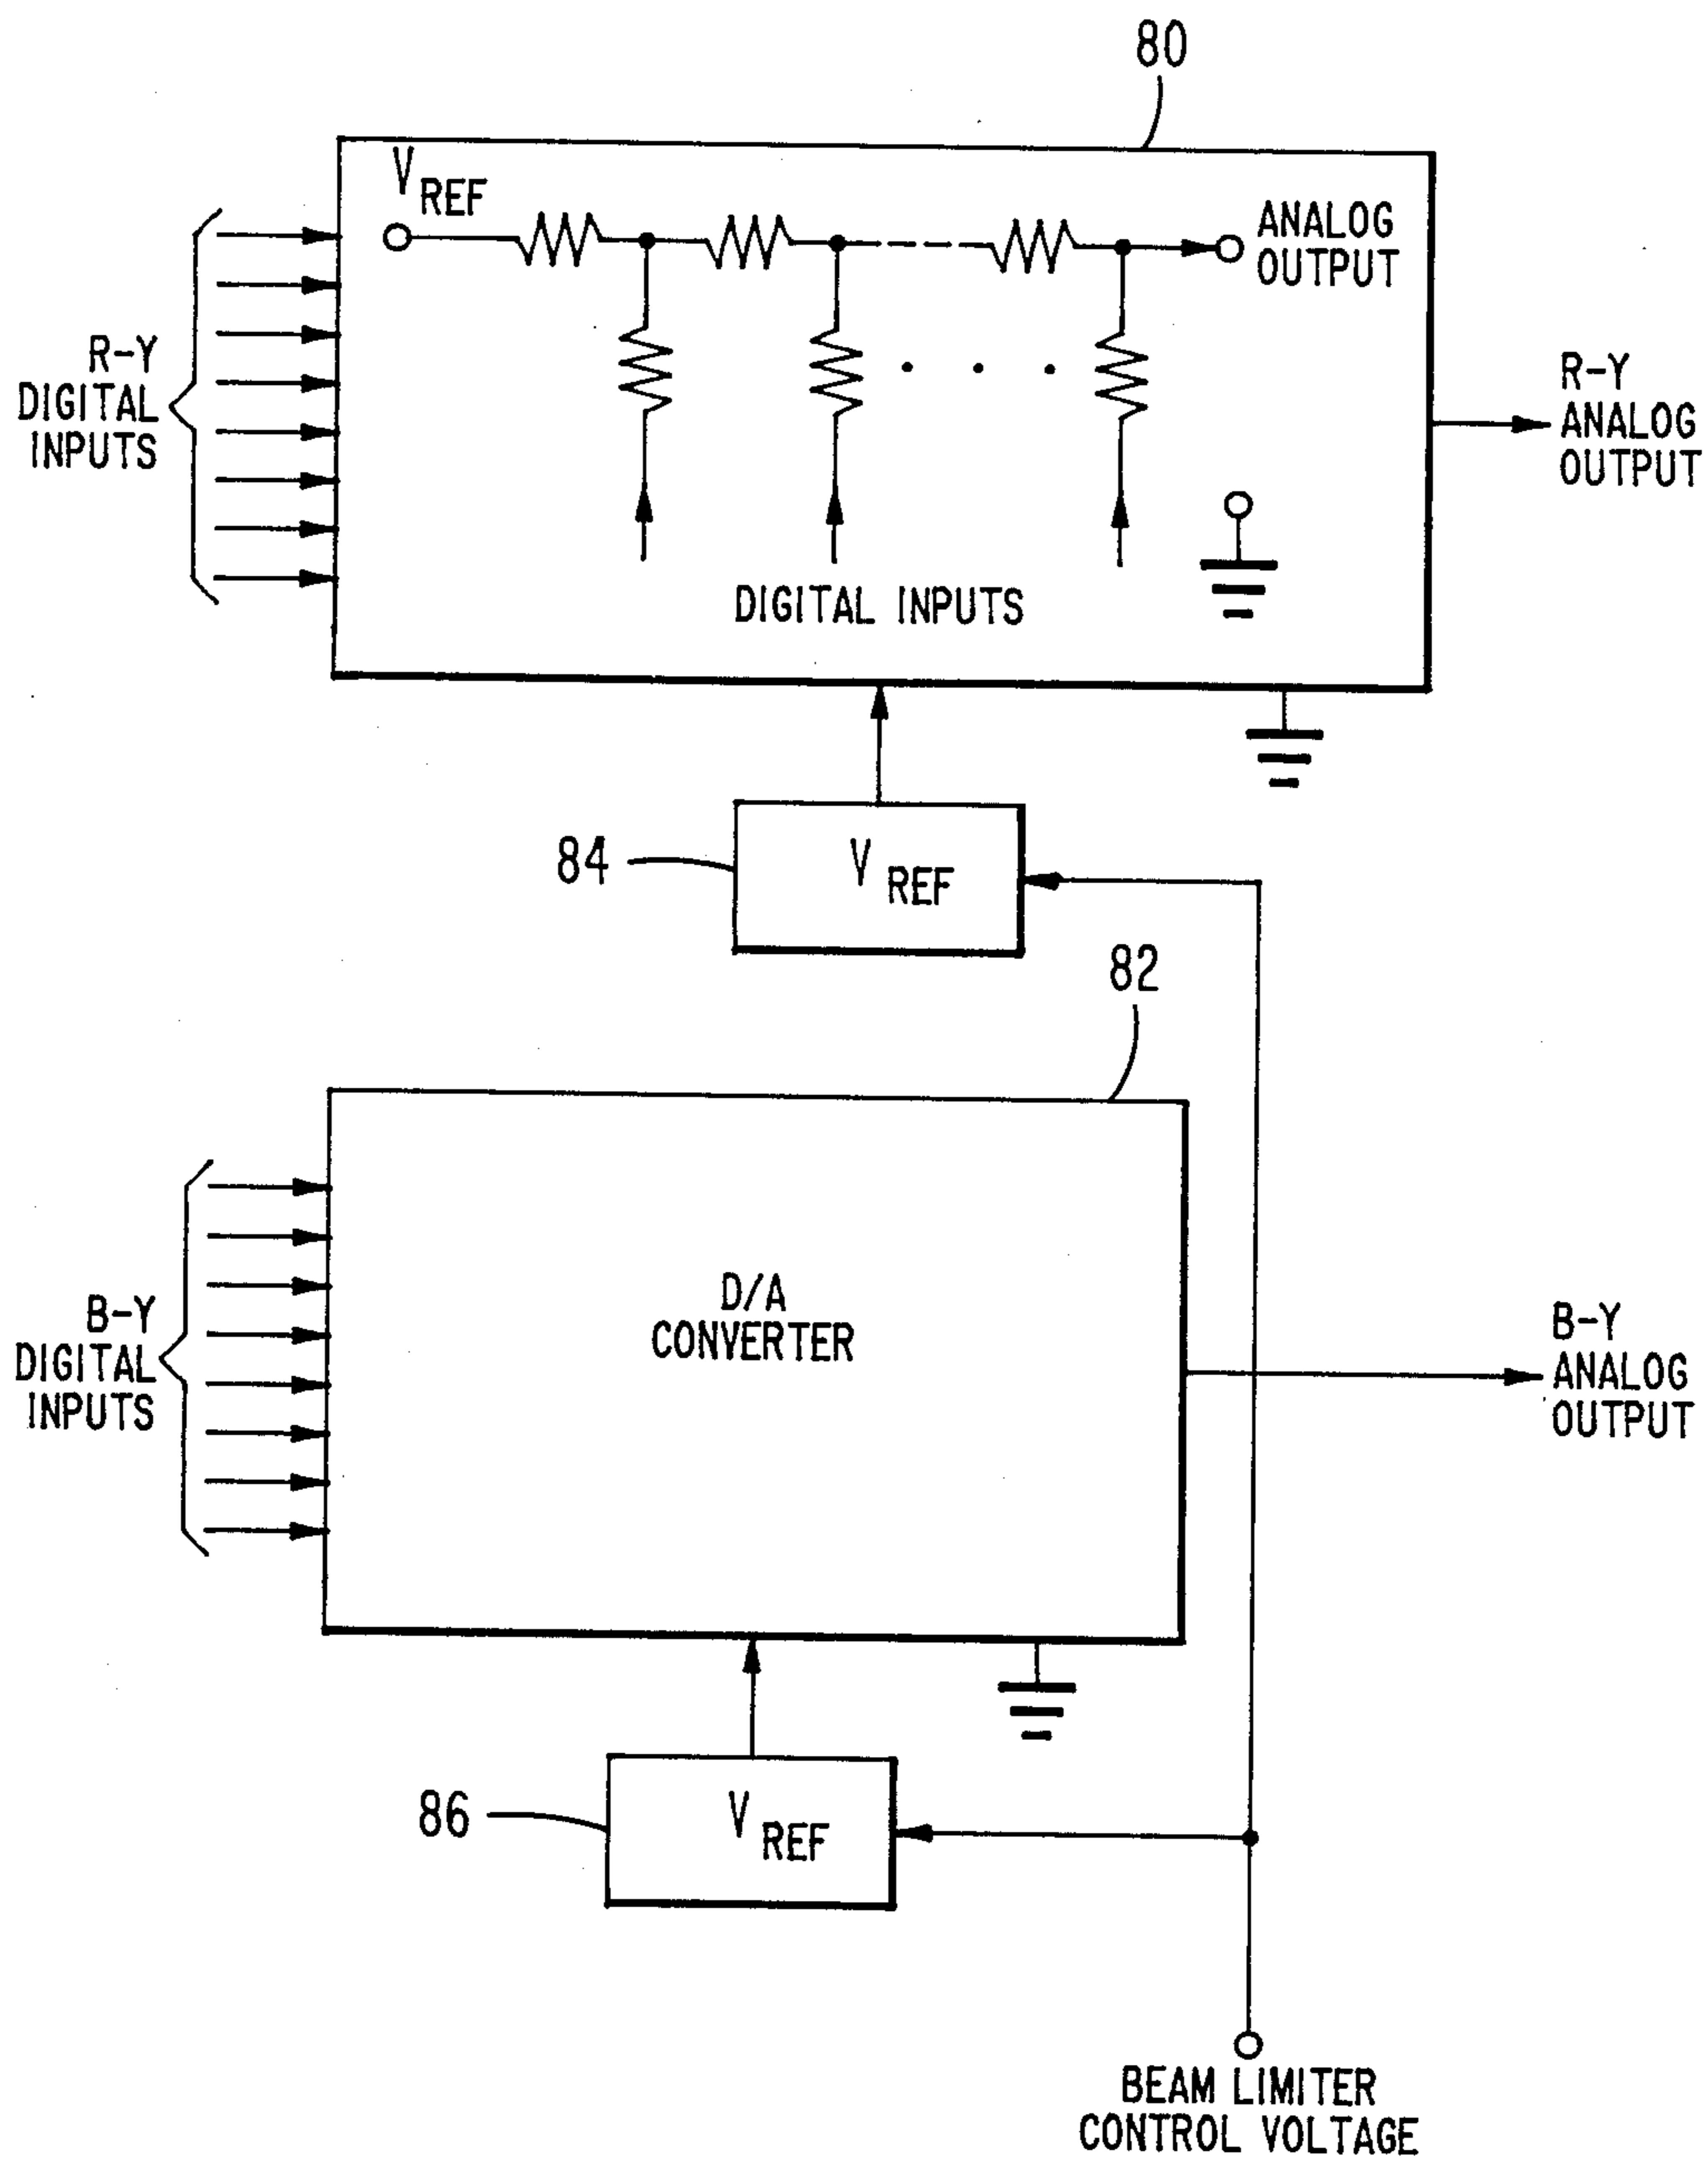 80
V REF
ANALOG
OUTPUT
R-Y
DIGITAL
INPUTS
R-Y
ANALOG
OUTPUT
DIGITAL INPUTS
84
V REF
82
D/A
CONVERTER
B-Y
DIGITAL
INPUTS
B-Y
ANALOG
OUTPUT
86
V REF
BEAM LIMITER
CONTROL VOLTAGE